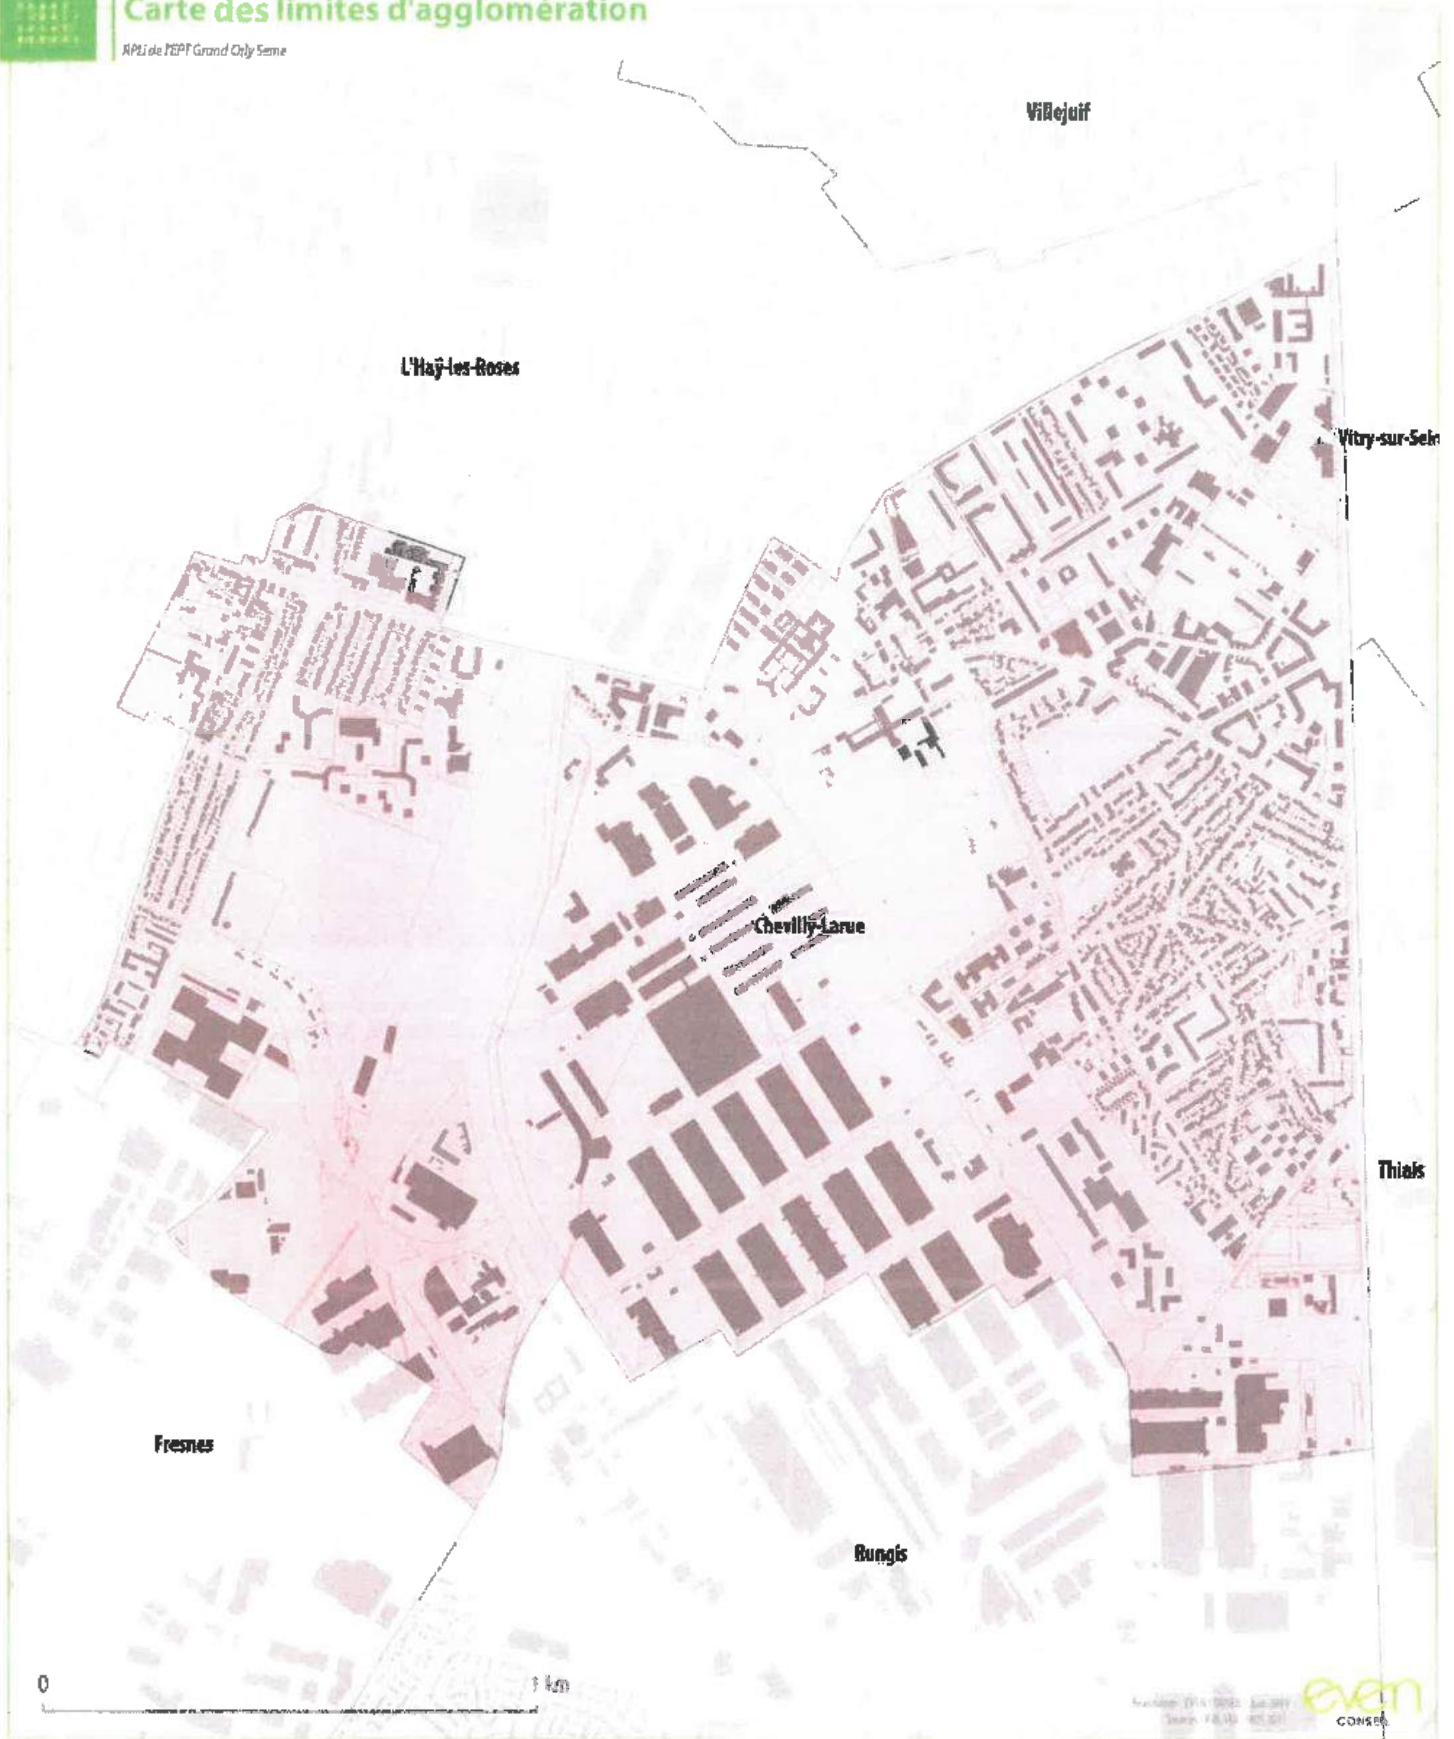 Carte des limites d'agglomération
RPLi de l'EPT Grand Orly Seine
Villejuif
L'Haÿ-les-Roses
Vitry-sur-Sein
Chevilly-Larue
Thiais
Fresnes
Rungis
0
1 km
even
CONSEIL